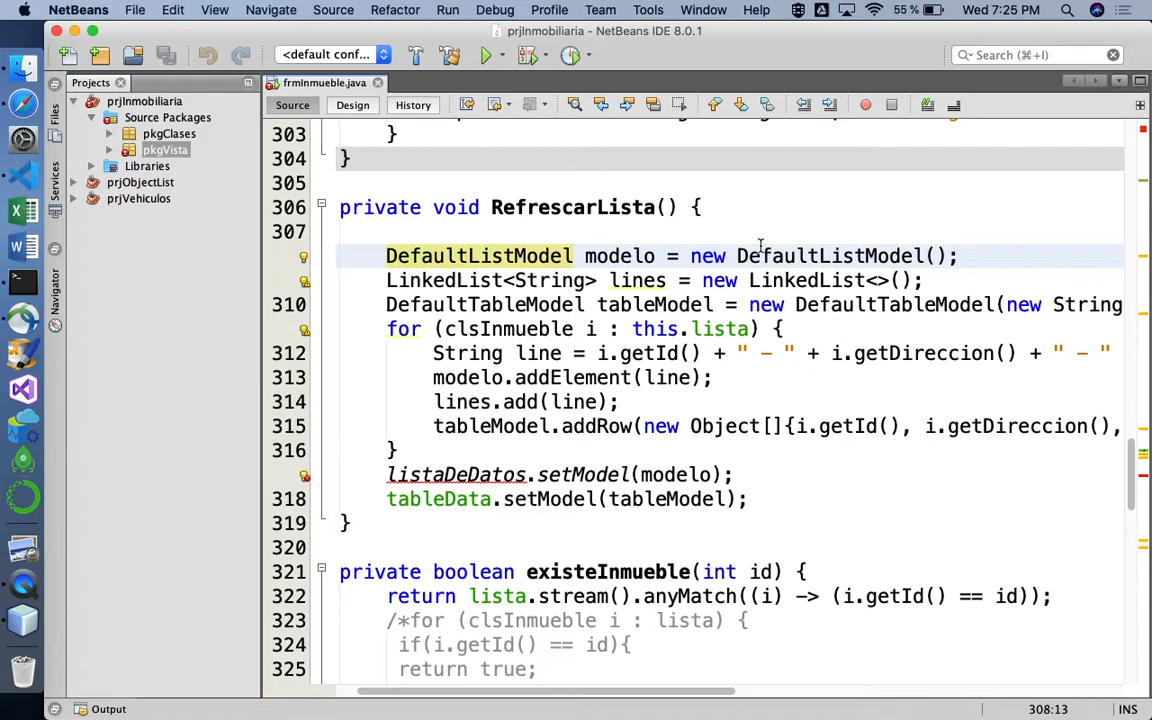 NetBeans File Edit View Navigate Source Refactor Run Debug Profile Team Tools Window Help 55 % Wed 7:25 PM
prjInmobiliaria - NetBeans IDE 8.0.1
<default conf... Search (⌘+I)
Projects frmInmueble.java
prjInmobiliaria
Source Packages
pkgClases
pkgVista
Libraries
prjObjectList
prjVehiculos
Files
Services
Navigator
Source Design History
303 }
304 }
305
306 private void RefrescarLista() {
307
DefaultListModel modelo = new DefaultListModel();
LinkedList<String> lines = new LinkedList<>();
310 DefaultTableModel tableModel = new DefaultTableModel(new String
for (clsInmueble i : this.lista) {
312 String line = i.getId() + " - " + i.getDireccion() + " - "
313 modelo.addElement(line);
314 lines.add(line);
315 tableModel.addRow(new Object[]{i.getId(), i.getDireccion(),
316 }
listaDeDatos.setModel(modelo);
318 tableData.setModel(tableModel);
319 }
320
321 private boolean existeInmueble(int id) {
322 return lista.stream().anyMatch((i) -> (i.getId() == id));
323 /*for (clsInmueble i : lista) {
324 if(i.getId() == id){
325 return true;
Output 308:13 INS